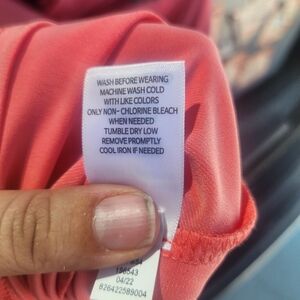 WASH BEFORE WEARING
MACHINE WASH COLD
WITH LIKE COLORS
ONLY NON- CHLORINE BLEACH
WHEN NEEDED
TUMBLE DRY LOW
REMOVE PROMPTLY
COOL IRON IF NEEDED
04/22
826422589004